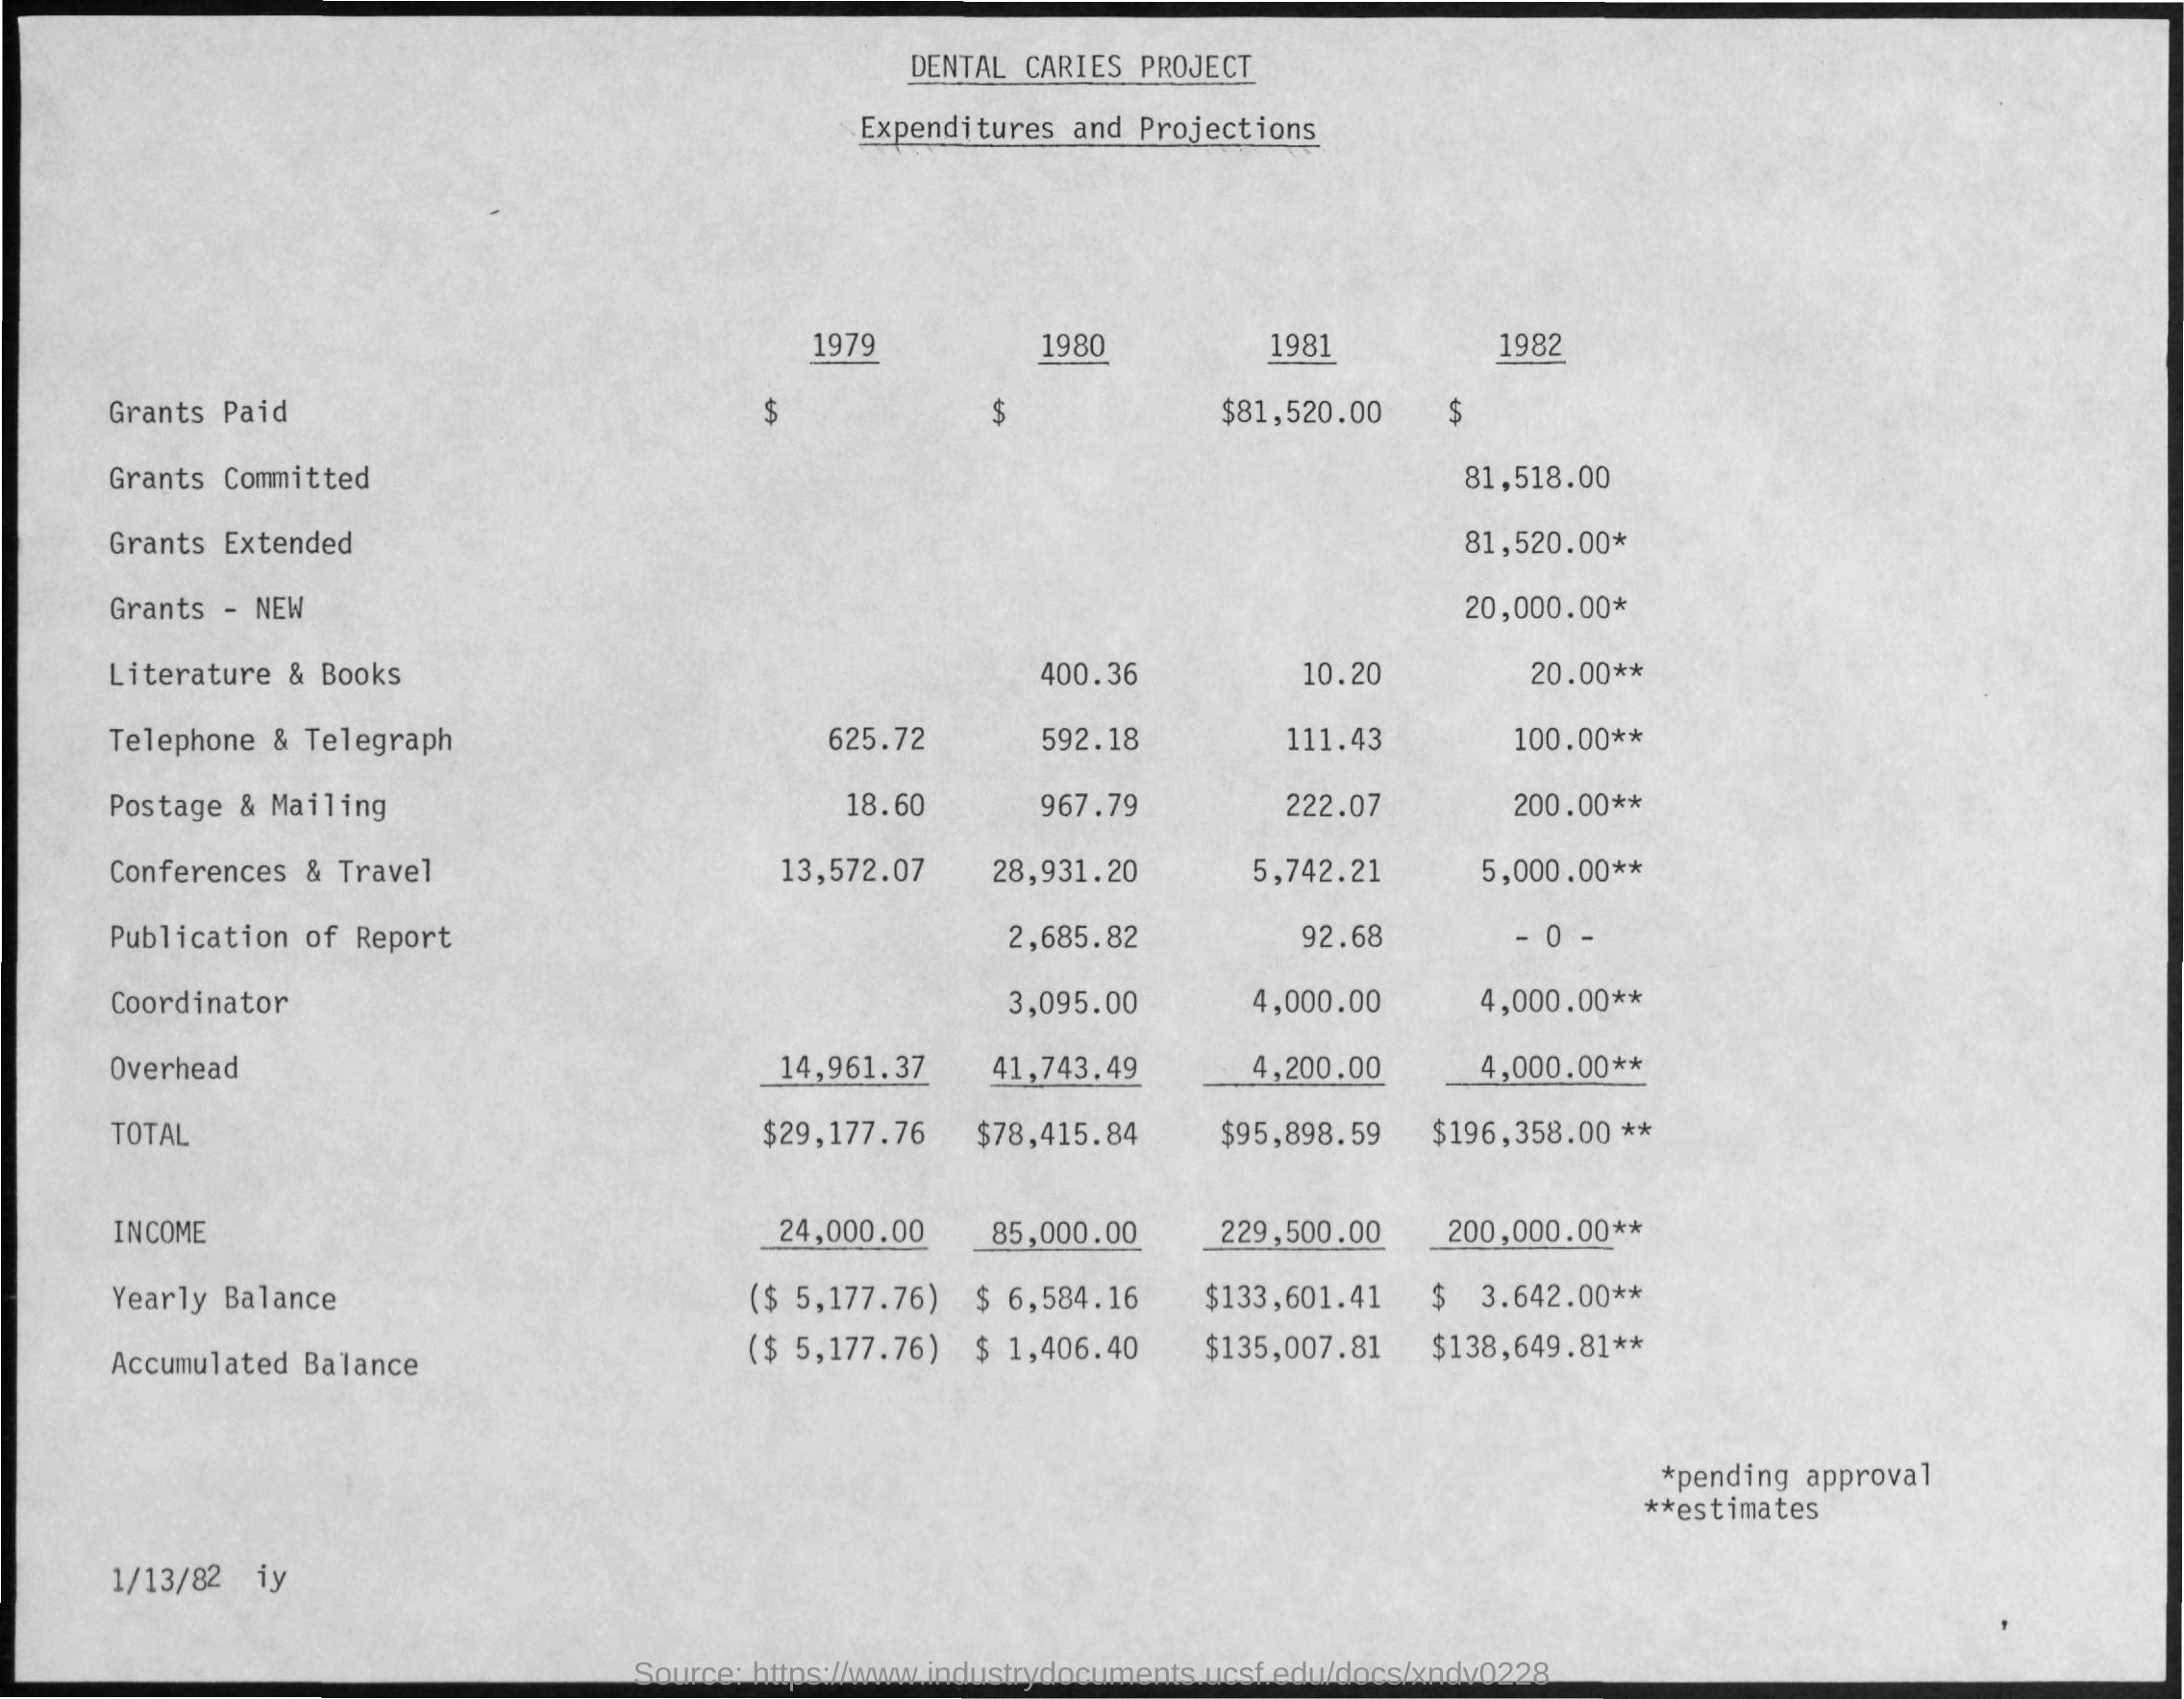 DENTAL CARIES PROJECT
Expenditures and Projections
1979 1980 1981 1982
Grants Paid $ $ $81,520.00 $
Grants Committed 81,518.00
Grants Extended 81,520.00*
Grants - NEW 20,000.00*
Literature & Books 400.36 10.20 20.00**
Telephone & Telegraph 625.72 592.18 111.43 100.00**
Postage & Mailing 18.60 967.79 222.07 200.00**
Conferences & Travel 13,572.07 28,931.20 5,742.21 5,000.00**
Publication of Report 2,685.82 92.68 - 0 -
Coordinator 3,095.00 4,000.00 4,000.00**
Overhead 14,961.37 41,743.49 4,200.00 4,000.00**
TOTAL $29,177.76 $78,415.84 $95,898.59 $196,358.00 **
INCOME 24,000.00 85,000.00 229,500.00 200,000.00**
Yearly Balance ($ 5,177.76) $ 6,584.16 $133,601.41 $ 3.642.00**
Accumulated Balance ($ 5,177.76) $ 1,406.40 $135,007.81 $138,649.81**
*pending approval
**estimates
1/13/82 iy
Source: https://www.industrydocuments.ucsf.edu/docs/xndv0228